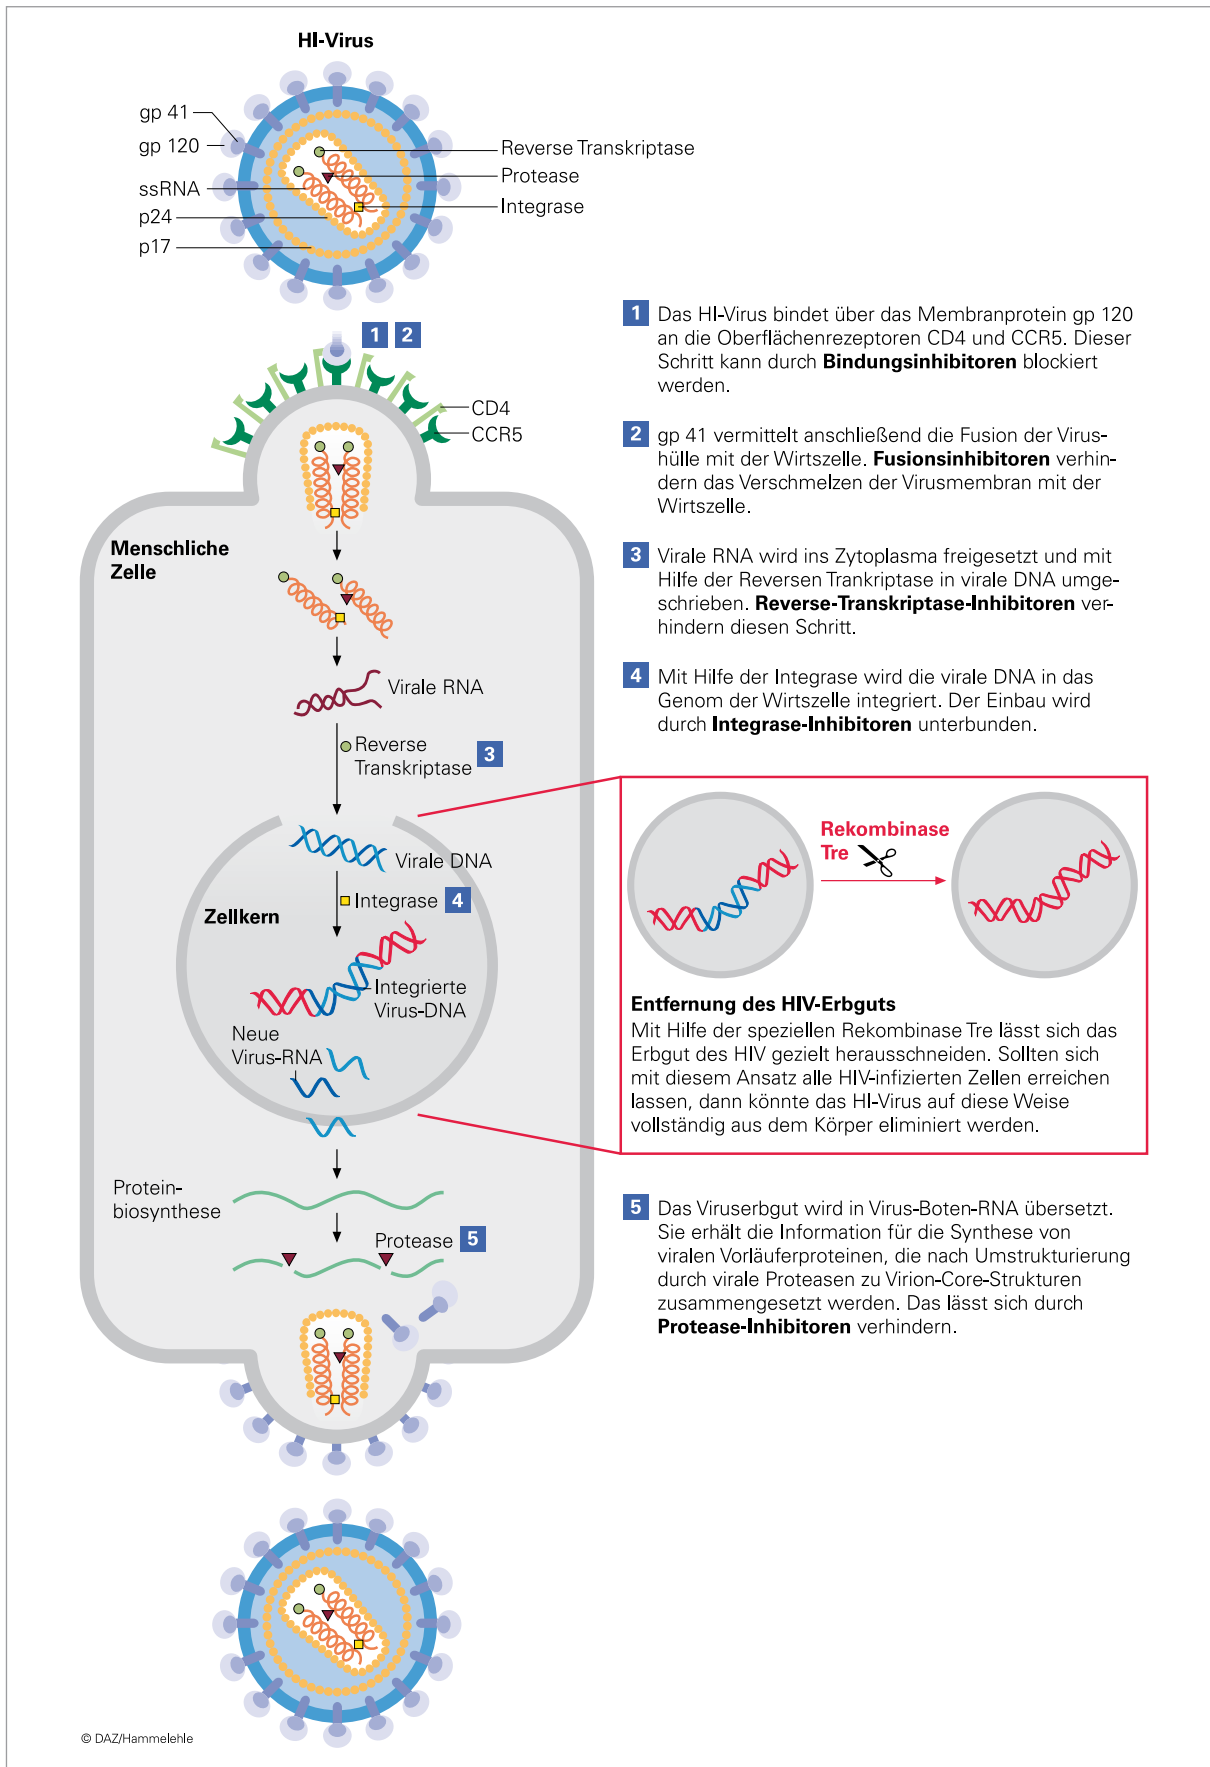 HI-Virus
gp 41
gp 120
ssRNA
p24
p17
Reverse Transkriptase
Protease
Integrase
1 2
CD4
CCR5
Menschliche
Zelle
Virale RNA
Reverse
Transkriptase 3
Virale DNA
Integrase 4
Zellkern
Integrierte
Virus-DNA
Neue
Virus-RNA
Protein-
biosynthese
Protease 5
1 Das HI-Virus bindet über das Membranprotein gp 120
an die Oberflächenrezeptoren CD4 und CCR5. Dieser
Schritt kann durch Bindungsinhibitoren blockiert
werden.
2 gp 41 vermittelt anschließend die Fusion der Virus-
hülle mit der Wirtszelle. Fusionsinhibitoren verhin-
dern das Verschmelzen der Virusmembran mit der
Wirtszelle.
3 Virale RNA wird ins Zytoplasma freigesetzt und mit
Hilfe der Reversen Trankriptase in virale DNA umge-
schrieben. Reverse-Transkriptase-Inhibitoren ver-
hindern diesen Schritt.
4 Mit Hilfe der Integrase wird die virale DNA in das
Genom der Wirtszelle integriert. Der Einbau wird
durch Integrase-Inhibitoren unterbunden.
Rekombinase
Tre
Entfernung des HIV-Erbguts
Mit Hilfe der speziellen Rekombinase Tre lässt sich das
Erbgut des HIV gezielt herausschneiden. Sollten sich
mit diesem Ansatz alle HIV-infizierten Zellen erreichen
lassen, dann könnte das HI-Virus auf diese Weise
vollständig aus dem Körper eliminiert werden.
5 Das Viruserbgut wird in Virus-Boten-RNA übersetzt.
Sie erhält die Information für die Synthese von
viralen Vorläuferproteinen, die nach Umstrukturierung
durch virale Proteasen zu Virion-Core-Strukturen
zusammengesetzt werden. Das lässt sich durch
Protease-Inhibitoren verhindern.
© DAZ/Hammelehle